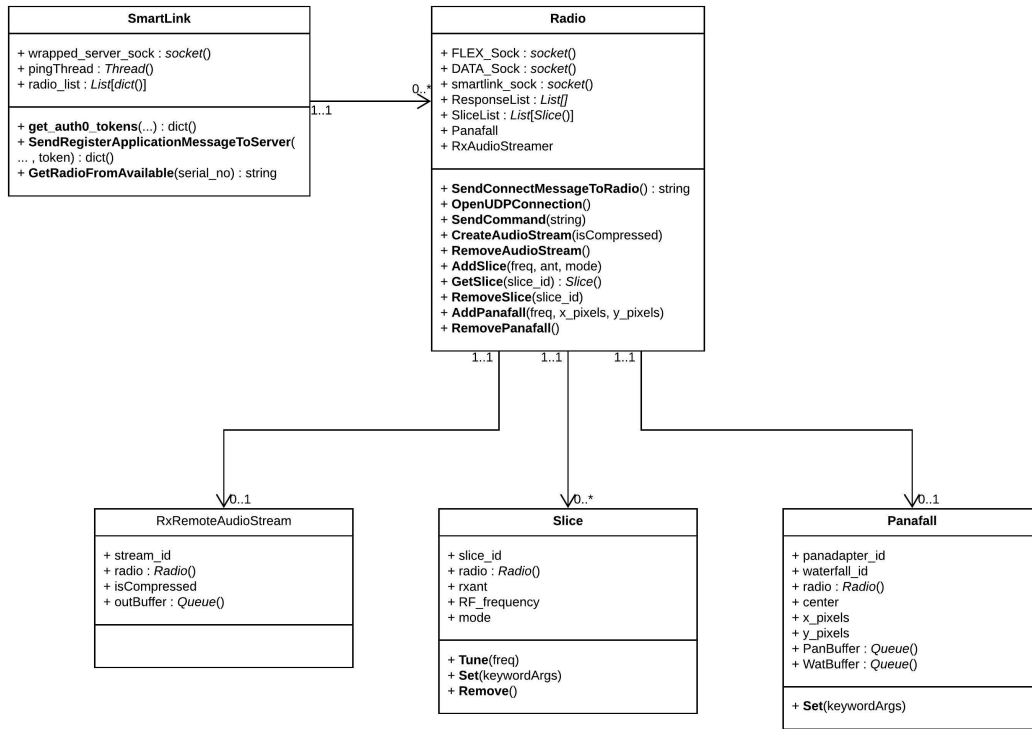 SmartLink
+ wrapped_server_sock : socket()
+ pingThread : Thread()
+ radio_list : List[dict()]
+ get_auth0_tokens(...) : dict()
+ SendRegisterApplicationMessageToServer(
... , token) : dict()
+ GetRadioFromAvailable(serial_no) : string
1..1
0..*
Radio
+ FLEX_Sock : socket()
+ DATA_Sock : socket()
+ smartlink_sock : socket()
+ ResponseList : List[]
+ SliceList : List[Slice()]
+ Panafall
+ RxAudioStreamer
+ SendConnectMessageToRadio() : string
+ OpenUDPConnection()
+ SendCommand(string)
+ CreateAudioStream(isCompressed)
+ RemoveAudioStream()
+ AddSlice(freq, ant, mode)
+ GetSlice(slice_id) : Slice()
+ RemoveSlice(slice_id)
+ AddPanafall(freq, x_pixels, y_pixels)
+ RemovePanafall()
1..1 1..1 1..1
0..1 0..* 0..1
RxRemoteAudioStream
+ stream_id
+ radio : Radio()
+ isCompressed
+ outBuffer : Queue()
Slice
+ slice_id
+ radio : Radio()
+ rxant
+ RF_frequency
+ mode
+ Tune(freq)
+ Set(keywordArgs)
+ Remove()
Panafall
+ panadapter_id
+ waterfall_id
+ radio : Radio()
+ center
+ x_pixels
+ y_pixels
+ PanBuffer : Queue()
+ WatBuffer : Queue()
+ Set(keywordArgs)